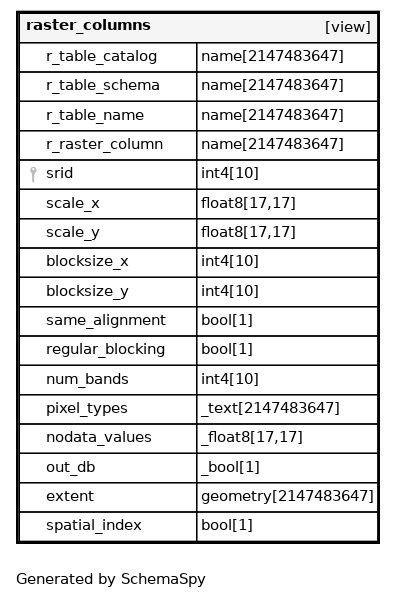 raster_columns [view]
r_table_catalog name[2147483647]
r_table_schema name[2147483647]
r_table_name name[2147483647]
r_raster_column name[2147483647]
srid int4[10]
scale_x float8[17,17]
scale_y float8[17,17]
blocksize_x int4[10]
blocksize_y int4[10]
same_alignment bool[1]
regular_blocking bool[1]
num_bands int4[10]
pixel_types _text[2147483647]
nodata_values _float8[17,17]
out_db _bool[1]
extent geometry[2147483647]
spatial_index bool[1]
Generated by SchemaSpy